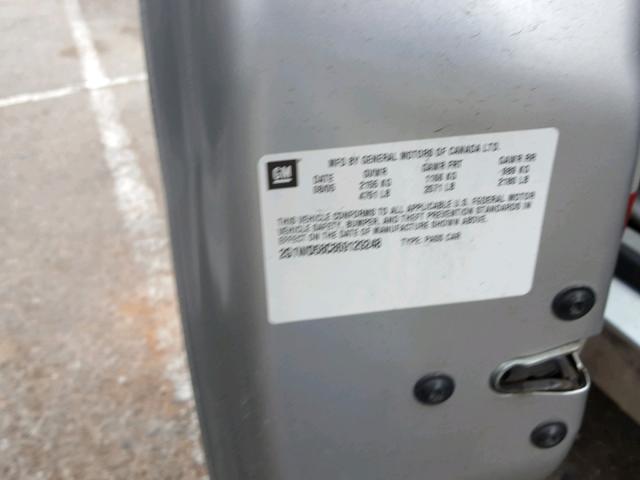 GM
MFG BY GENERAL MOTORS OF CANADA LTD.
DATE GVWR GAWR FRT GAWR RR
08/05 2155 KG 1166 KG 989 KG
4751 LB 2571 LB 2180 LB
THIS VEHICLE CONFORMS TO ALL APPLICABLE U.S. FEDERAL MOTOR
VEHICLE SAFETY, BUMPER, AND THEFT PREVENTION STANDARDS IN
EFFECT ON THE DATE OF MANUFACTURE SHOWN ABOVE.
TYPE: PASS CAR